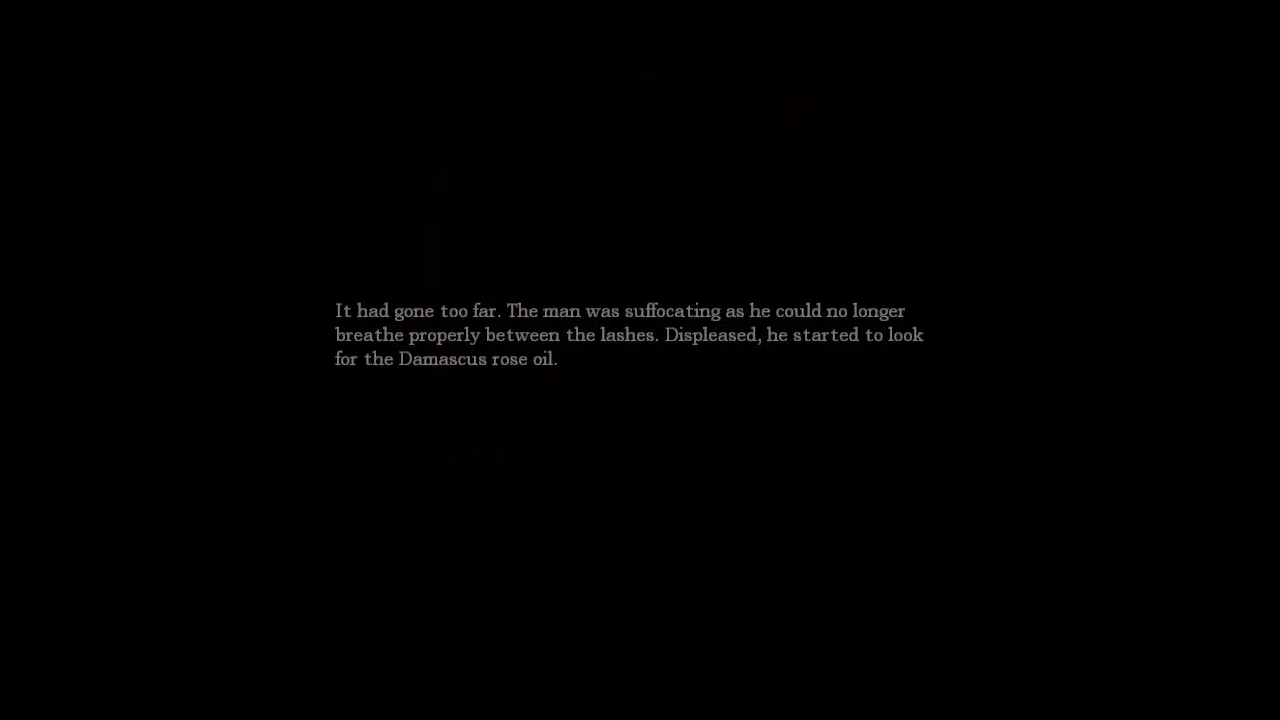 It had gone too far. The man was suffocating as he could no longer
breathe properly between the lashes. Displeased, he started to look
for the Damascus rose oil.